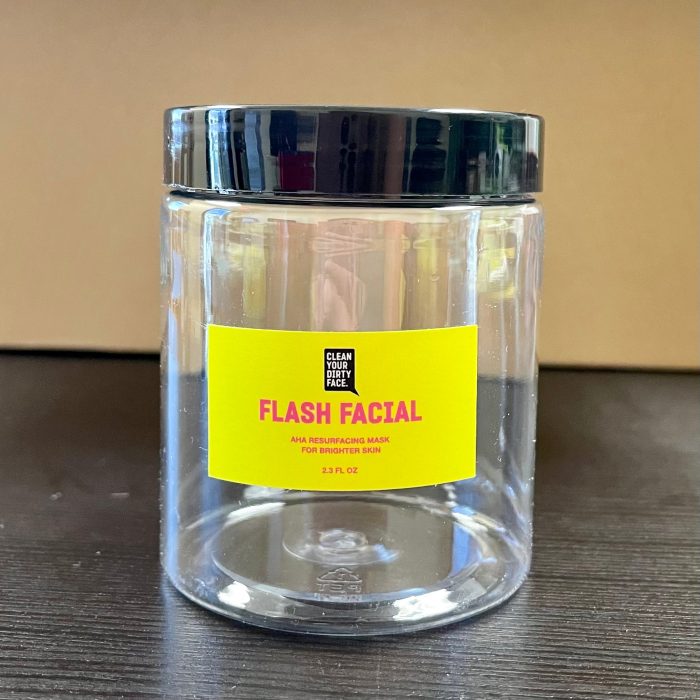 CLEAN
YOUR
DIRTY
FACE.
FLASH FACIAL
AHA RESURFACING MASK
FOR BRIGHTER SKIN
2.3 FL OZ